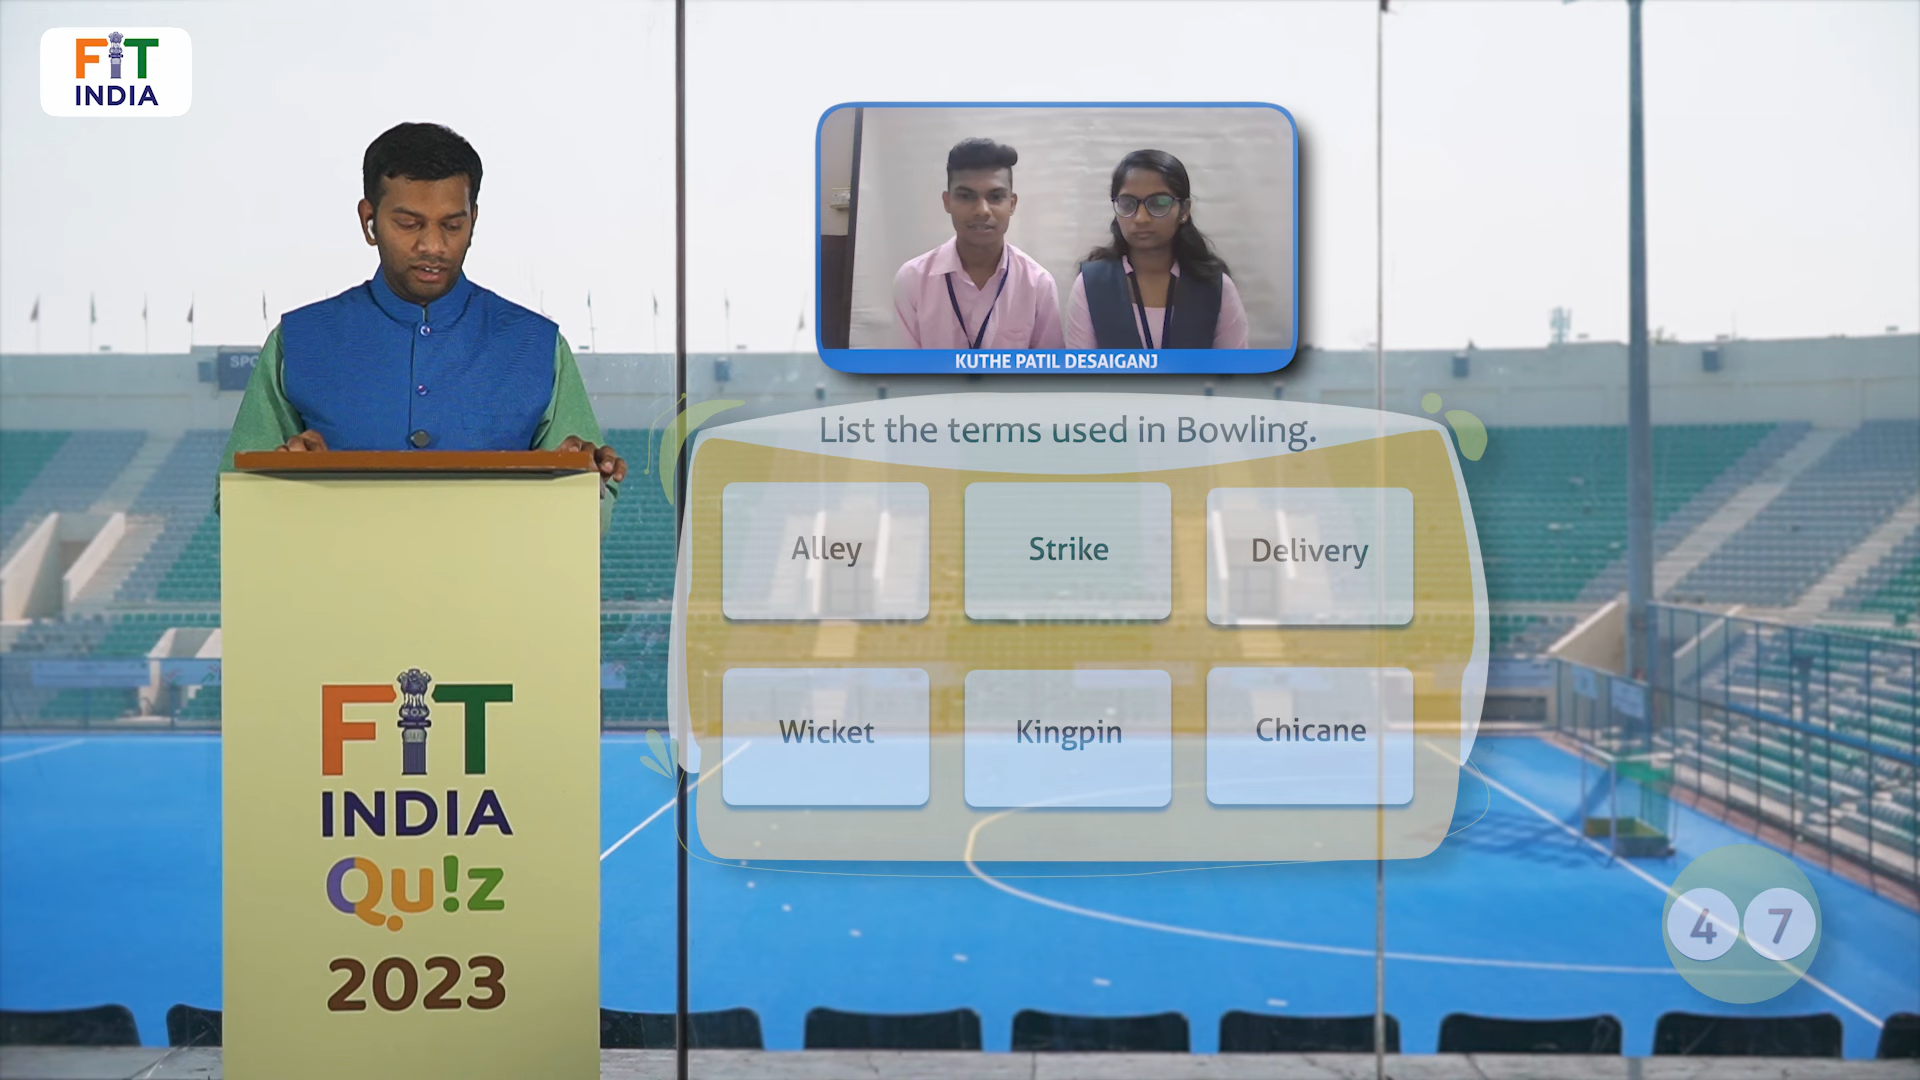 FIT
INDIA
SPO
KUTHE PATIL DESAIGANJ
List the terms used in Bowling.
Alley
Strike
Delivery
Wicket
Kingpin
Chicane
4 7
FIT
INDIA
Qu!z
2023